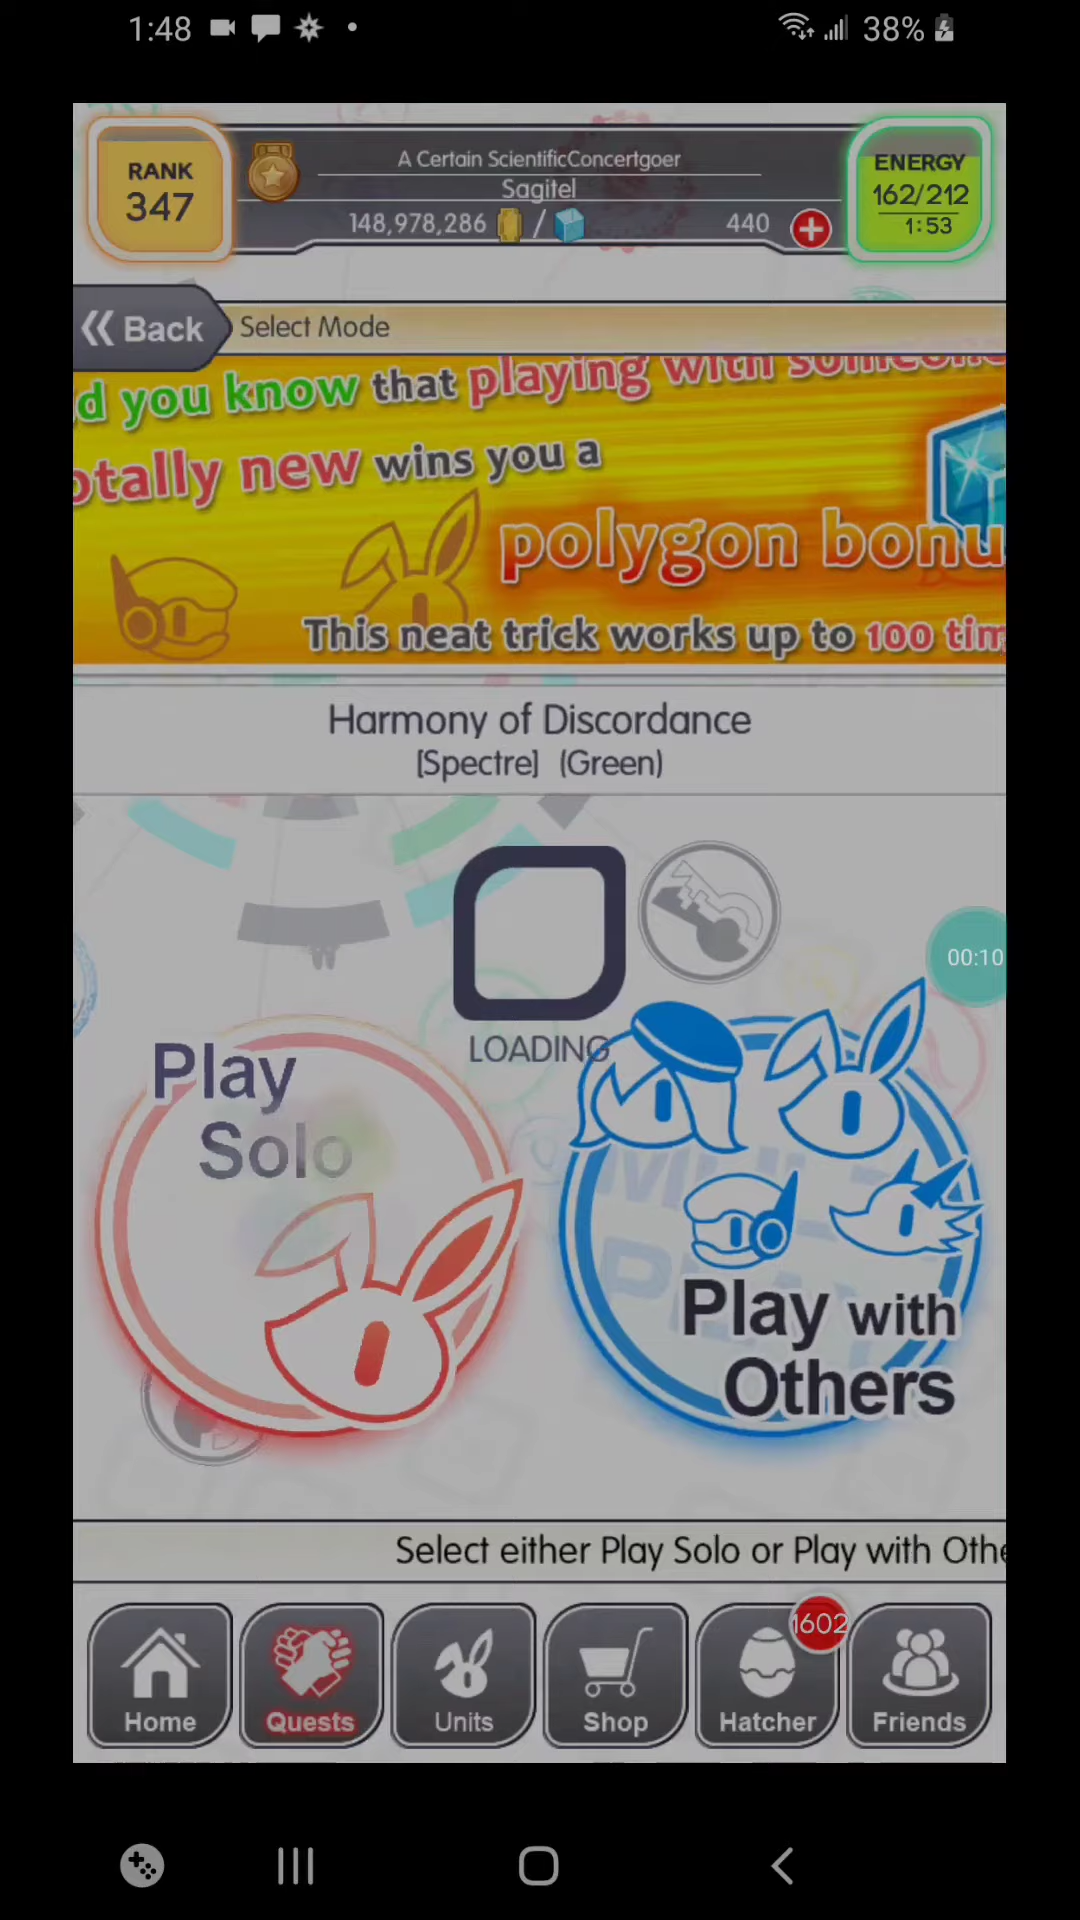 1:48
38%
RANK
347
A Certain ScientificConcertgoer
Sagitel
148,978,286 / 440
ENERGY
162/212
1:53
Back
Select Mode
d you know that playing with someone
otally new wins you a
polygon bonu
This neat trick works up to 100 tim
Harmony of Discordance
[Spectre] (Green)
LOADING
00:10
Play
Solo
Play with
Others
Select either Play Solo or Play with Othe
1602
Home
Quests
Units
Shop
Hatcher
Friends